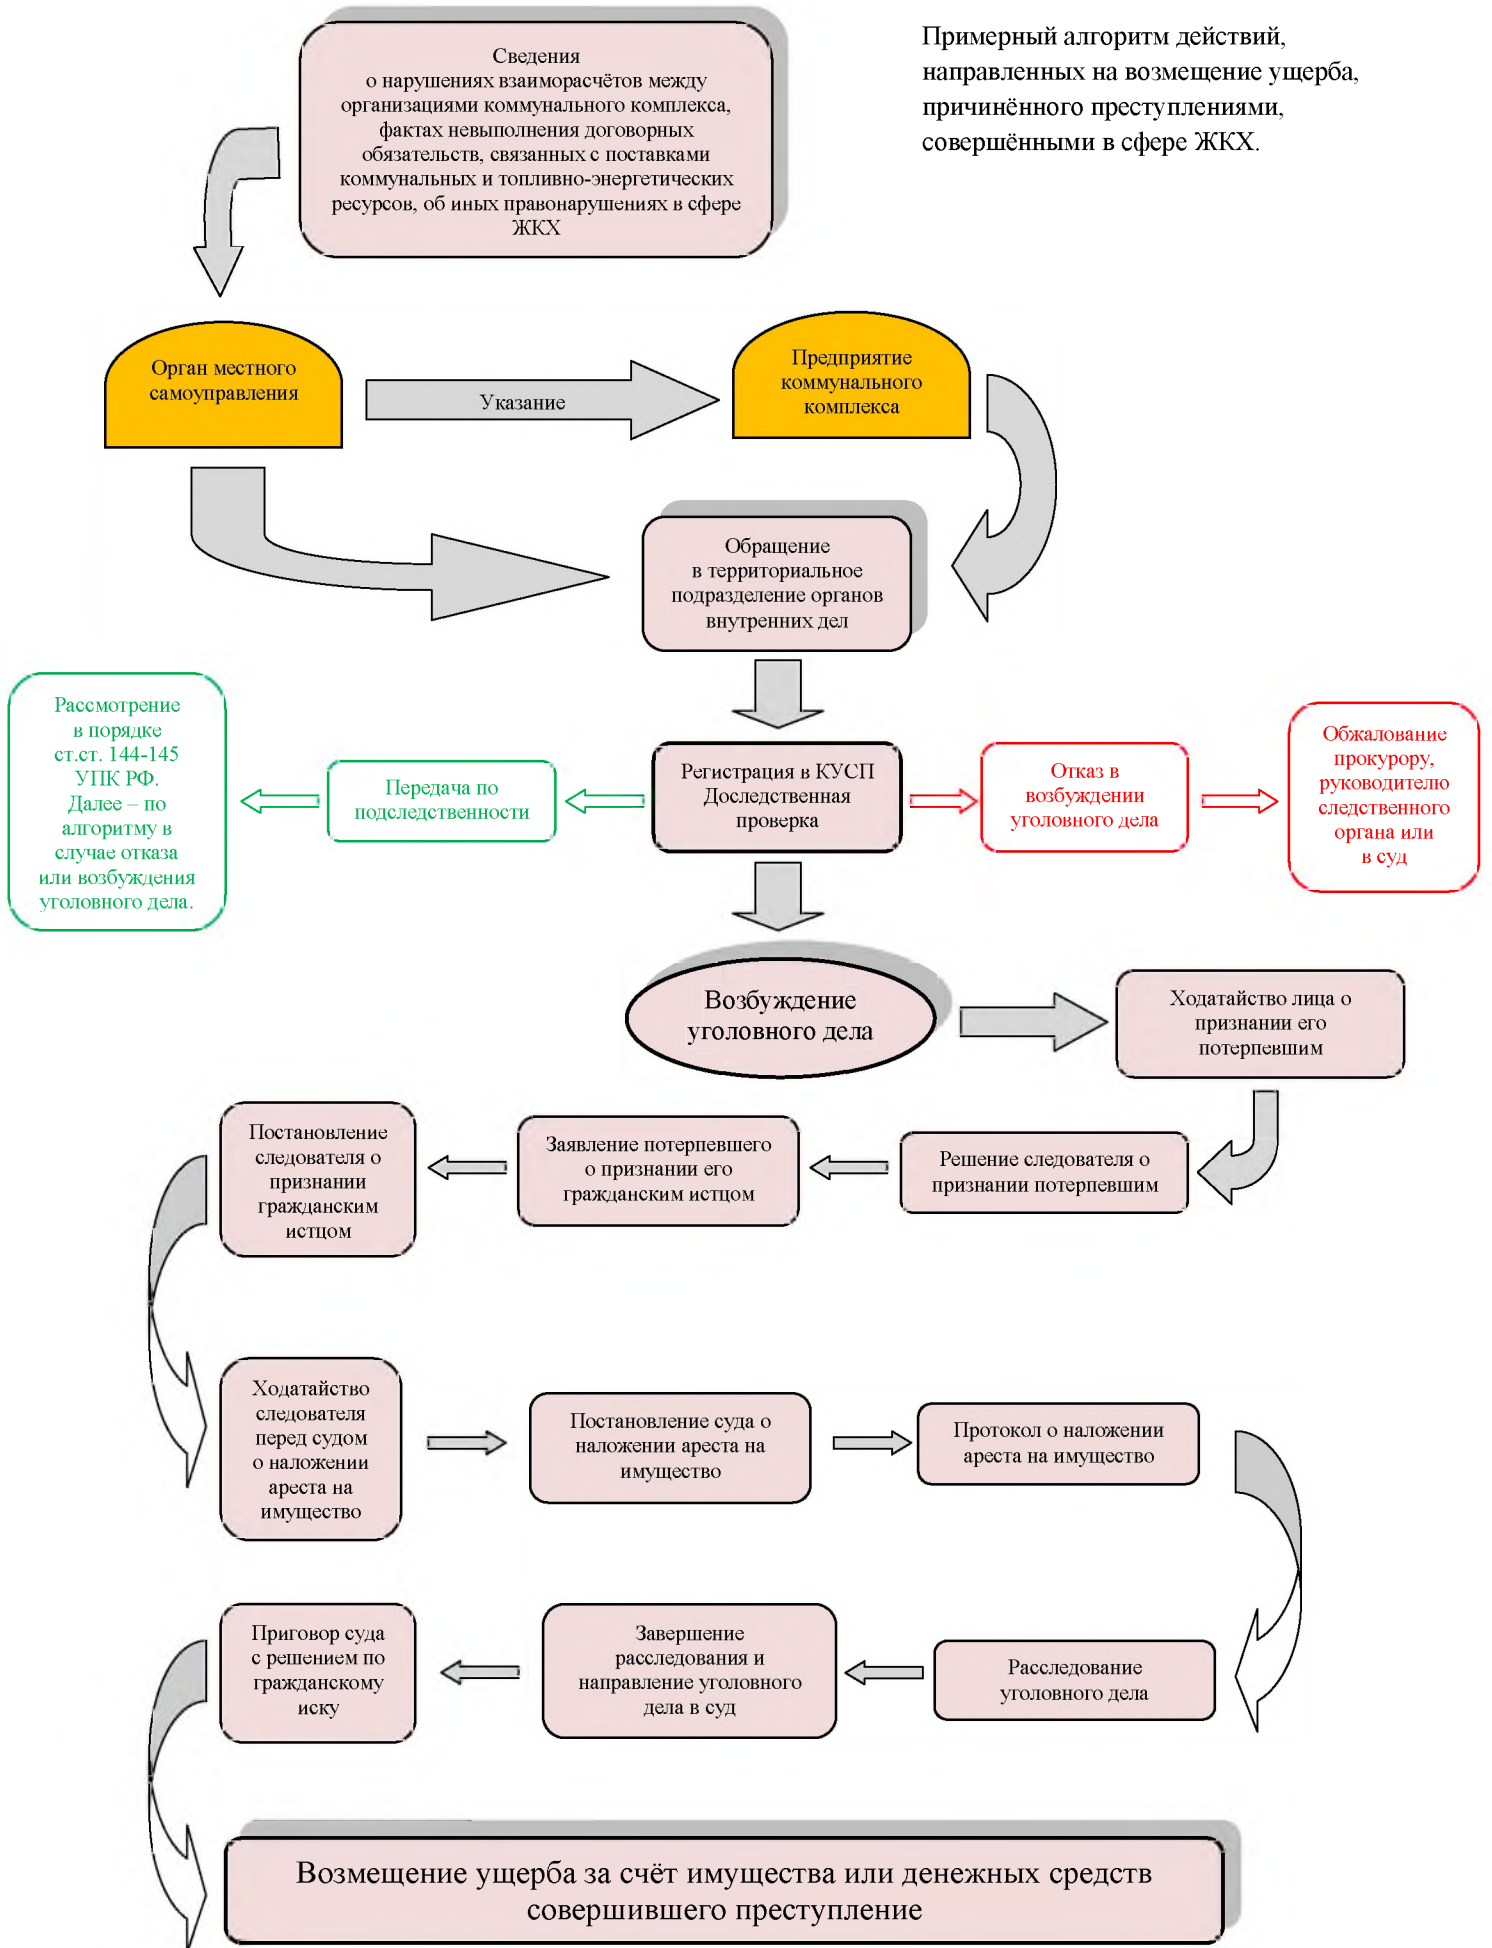 Примерный алгоритм действий,
направленных на возмещение ущерба,
причинённого преступлениями,
совершёнными в сфере ЖКХ.
Сведения
о нарушениях взаиморасчётов между
организациями коммунального комплекса,
фактах невыполнения договорных
обязательств, связанных с поставками
коммунальных и топливно-энергетических
ресурсов, об иных правонарушениях в сфере
ЖКХ
Орган местного
самоуправления
Указание
Предприятие
коммунального
комплекса
Обращение
в территориальное
подразделение органов
внутренних дел
Рассмотрение
в порядке
ст.ст. 144-145
УПК РФ.
Далее – по
алгоритму в
случае отказа
или возбуждения
уголовного дела.
Передача по
подследственности
Регистрация в КУСП
Доследственная
проверка
Отказ в
возбуждении
уголовного дела
Обжалование
прокурору,
руководителю
следственного
органа или
в суд
Возбуждение
уголовного дела
Ходатайство лица о
признании его
потерпевшим
Решение следователя о
признании потерпевшим
Заявление потерпевшего
о признании его
гражданским истцом
Постановление
следователя о
признании
гражданским
истцом
Ходатайство
следователя
перед судом
о наложении
ареста на
имущество
Постановление суда о
наложении ареста на
имущество
Протокол о наложении
ареста на имущество
Расследование
уголовного дела
Завершение
расследования и
направление уголовного
дела в суд
Приговор суда
с решением по
гражданскому
иску
Возмещение ущерба за счёт имущества или денежных средств
совершившего преступление